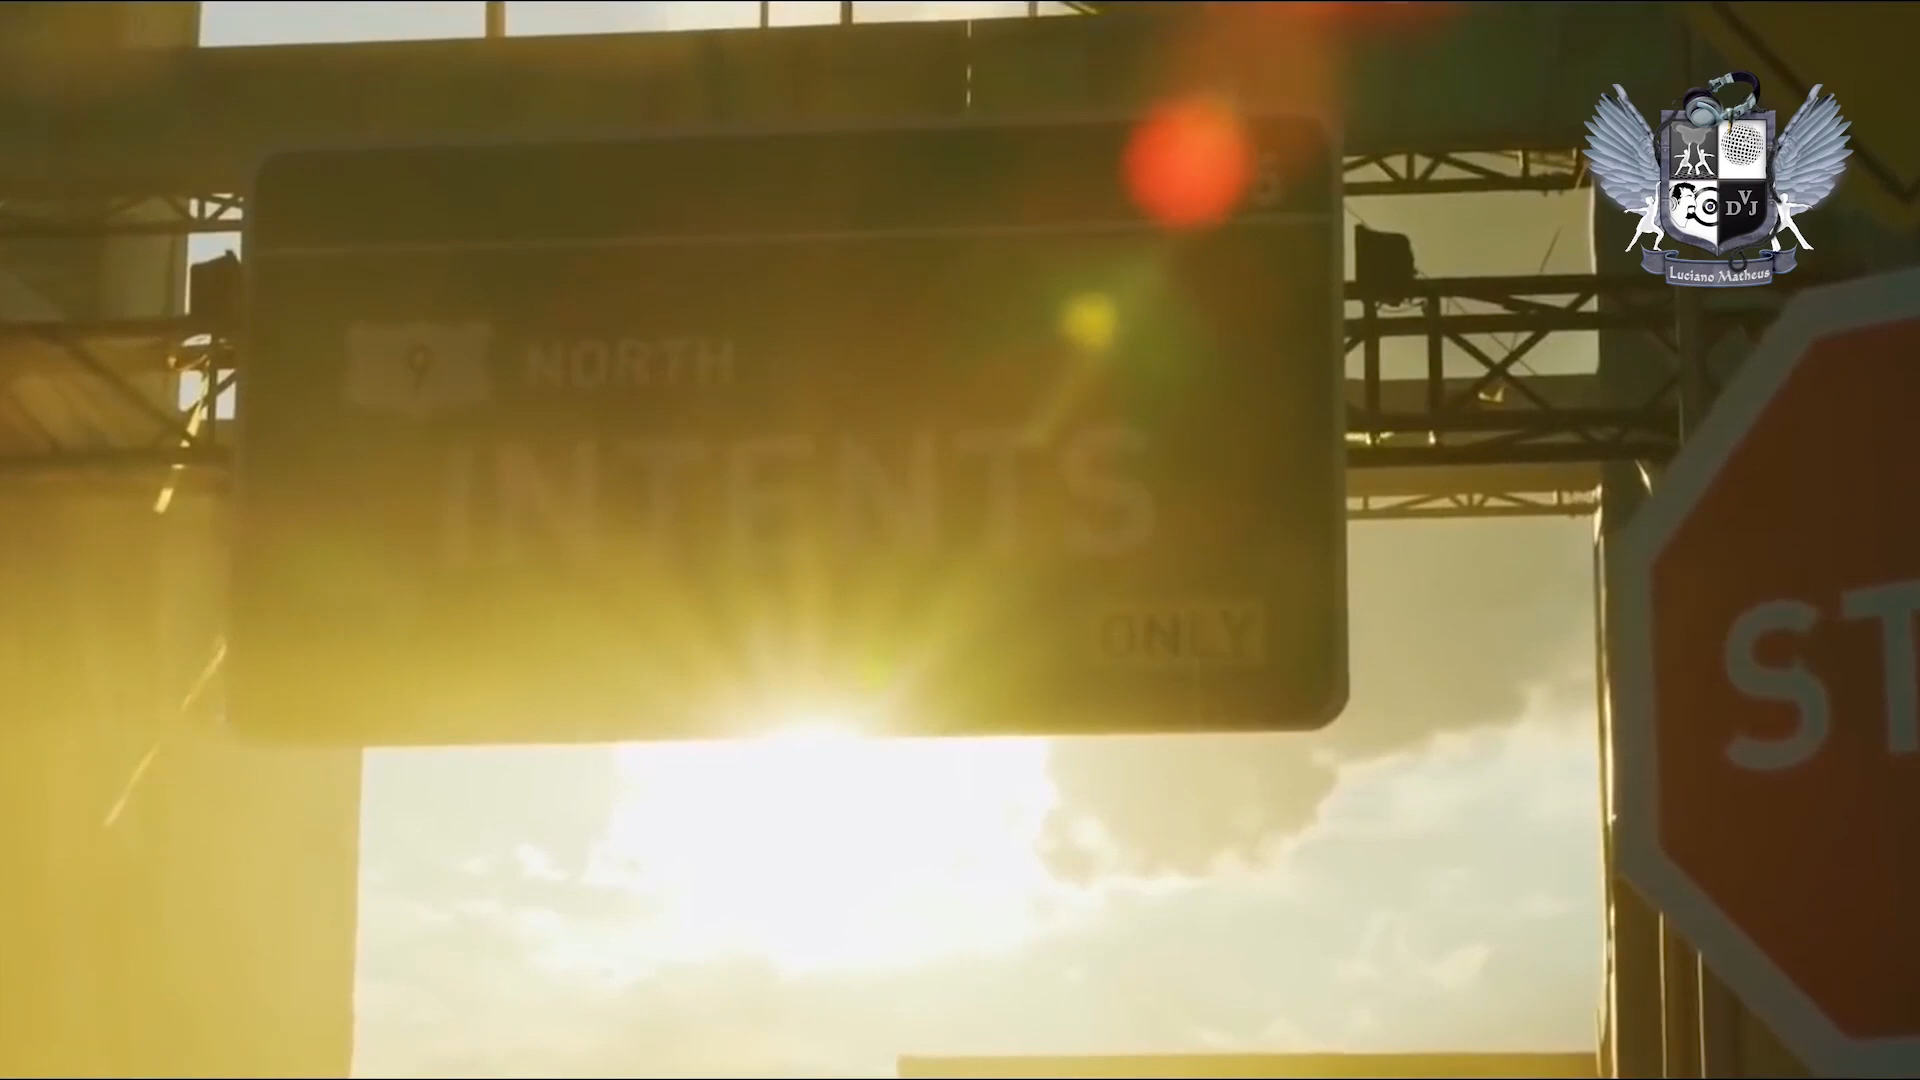 9 NORTH
INTENTS
ONLY
ST
DVJ
Luciano Matheus